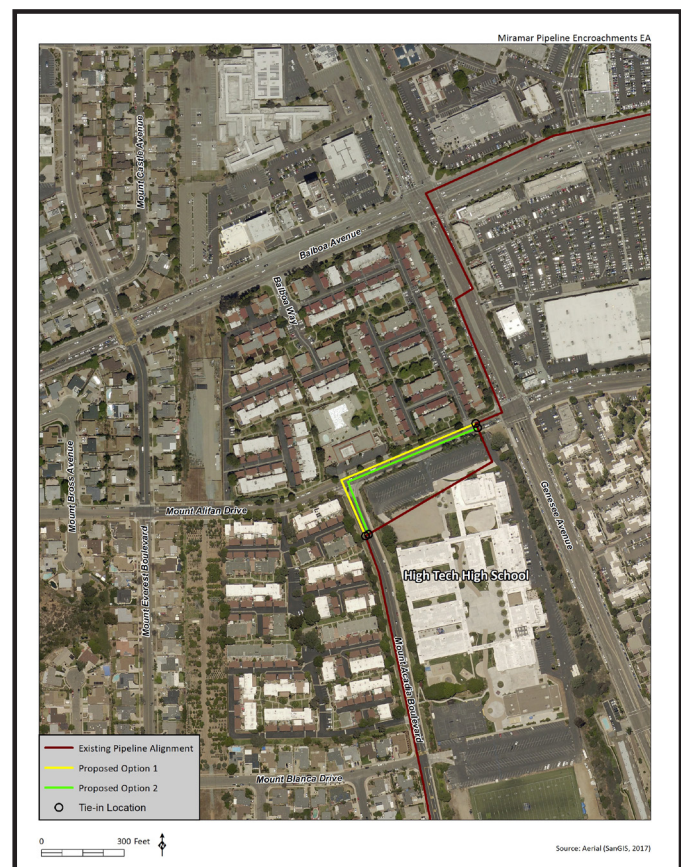 Miramar Pipeline Encroachments EA
Mount Castle Avenue
Balboa Avenue
Balboa Way
Mount Bross Avenue
Mount Alifan Drive
Genesee Avenue
Mount Everest Boulevard
High Tech High School
Mount Acadia Boulevard
Mount Blanca Drive
Existing Pipeline Alignment
Proposed Option 1
Proposed Option 2
Tie-in Location
0 300 Feet
Source: Aerial (SanGIS, 2017)